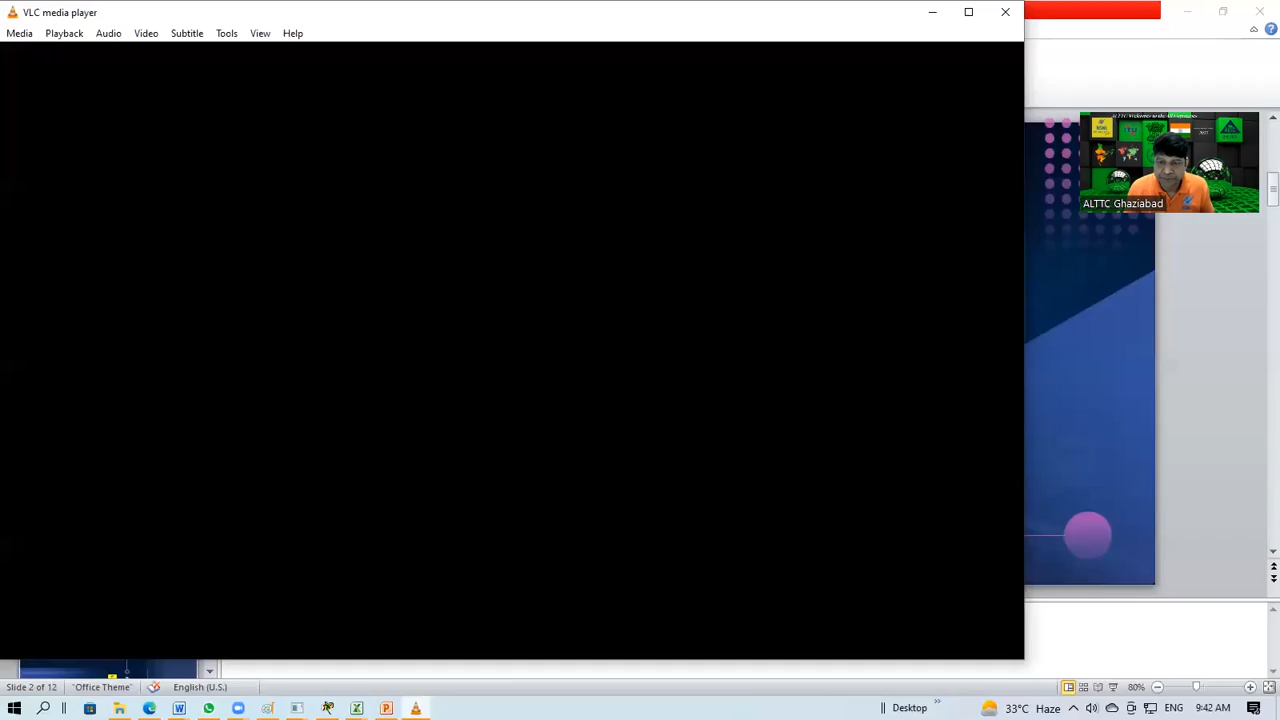 VLC media player
Media Playback Audio Video Subtitle Tools View Help
ALTTC Ghaziabad
Slide 2 of 12 "Office Theme" English (U.S.) 80%
Desktop 33°C Haze ENG 9:42 AM